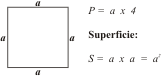 a
P = a x 4
a
a
Superficie:
S = a x a = a²
a